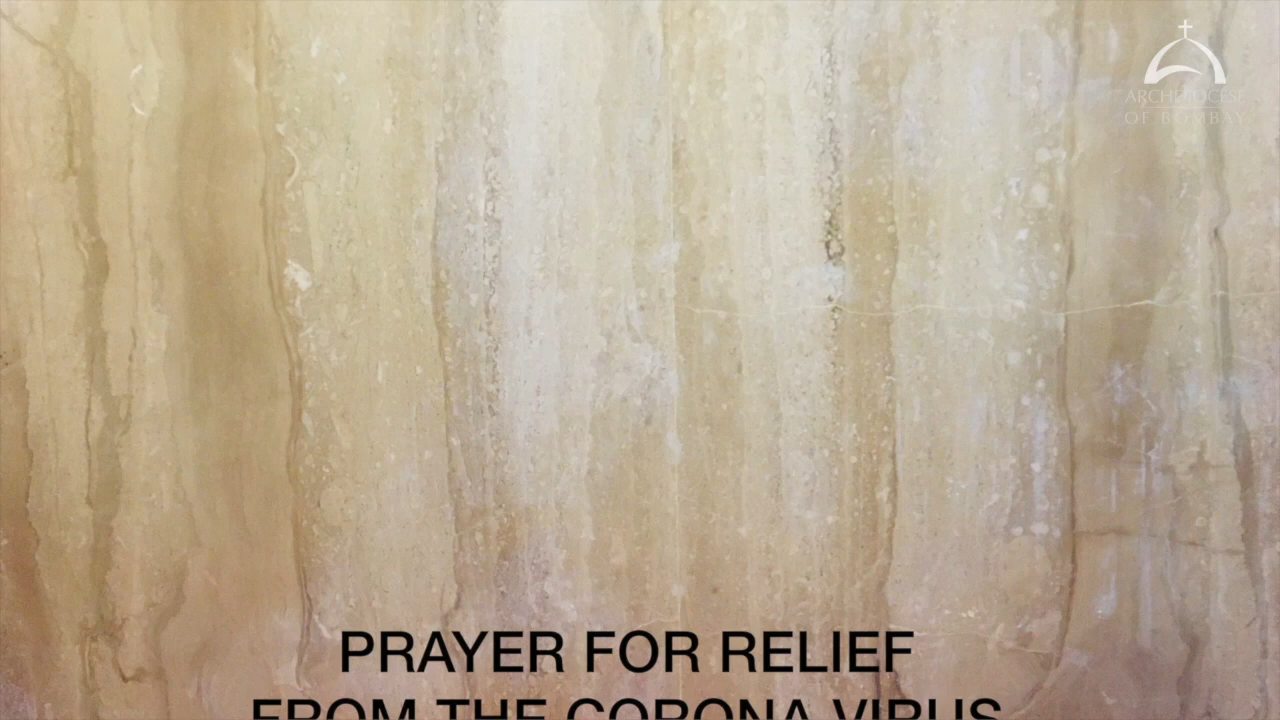 ARCHDIOCESE
OF BOMBAY
PRAYER FOR RELIEF
FROM THE CORONA VIRUS